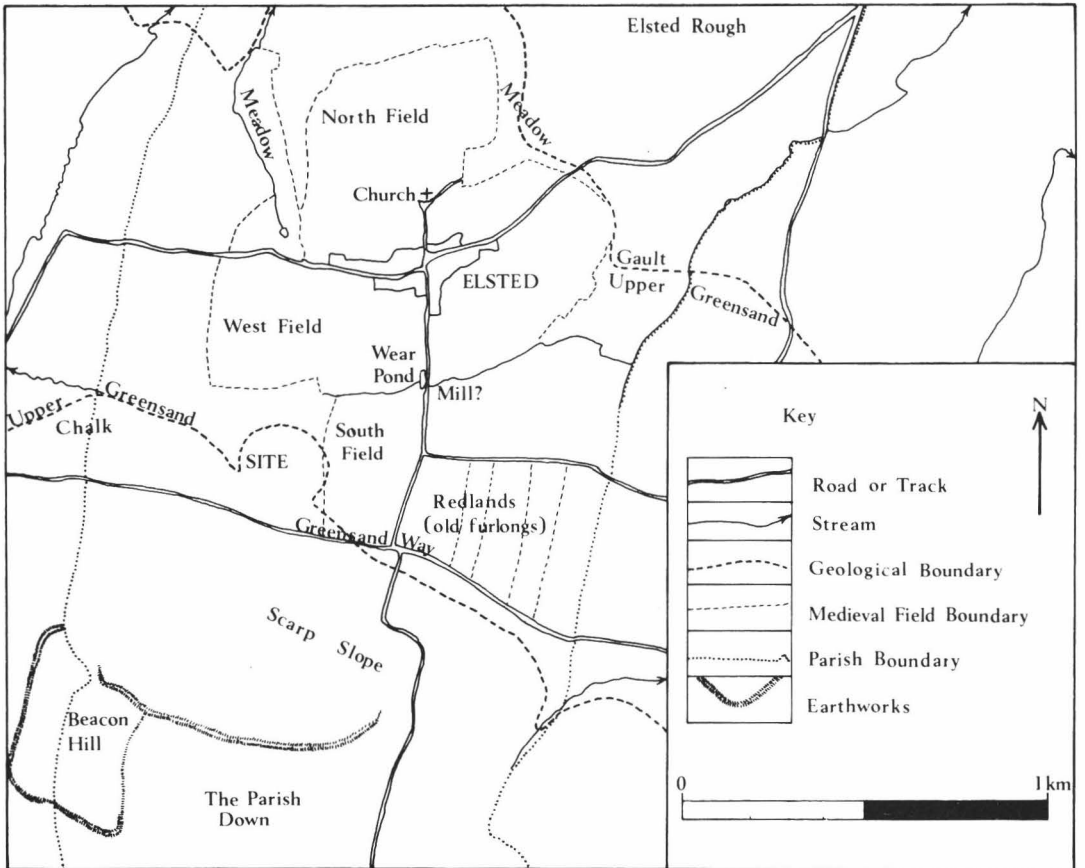 Elsted Rough
Meadow
North Field
Meadow
Church
ELSTED
Gault
Upper
Greensand
West Field
Wear
Pond
Mill?
Upper Greensand
Chalk
SITE
South
Field
Redlands
(old furlongs)
Greensand Way
Scarp Slope
Beacon
Hill
The Parish
Down
Key
N
Road or Track
Stream
Geological Boundary
Medieval Field Boundary
Parish Boundary
Earthworks
0
1km